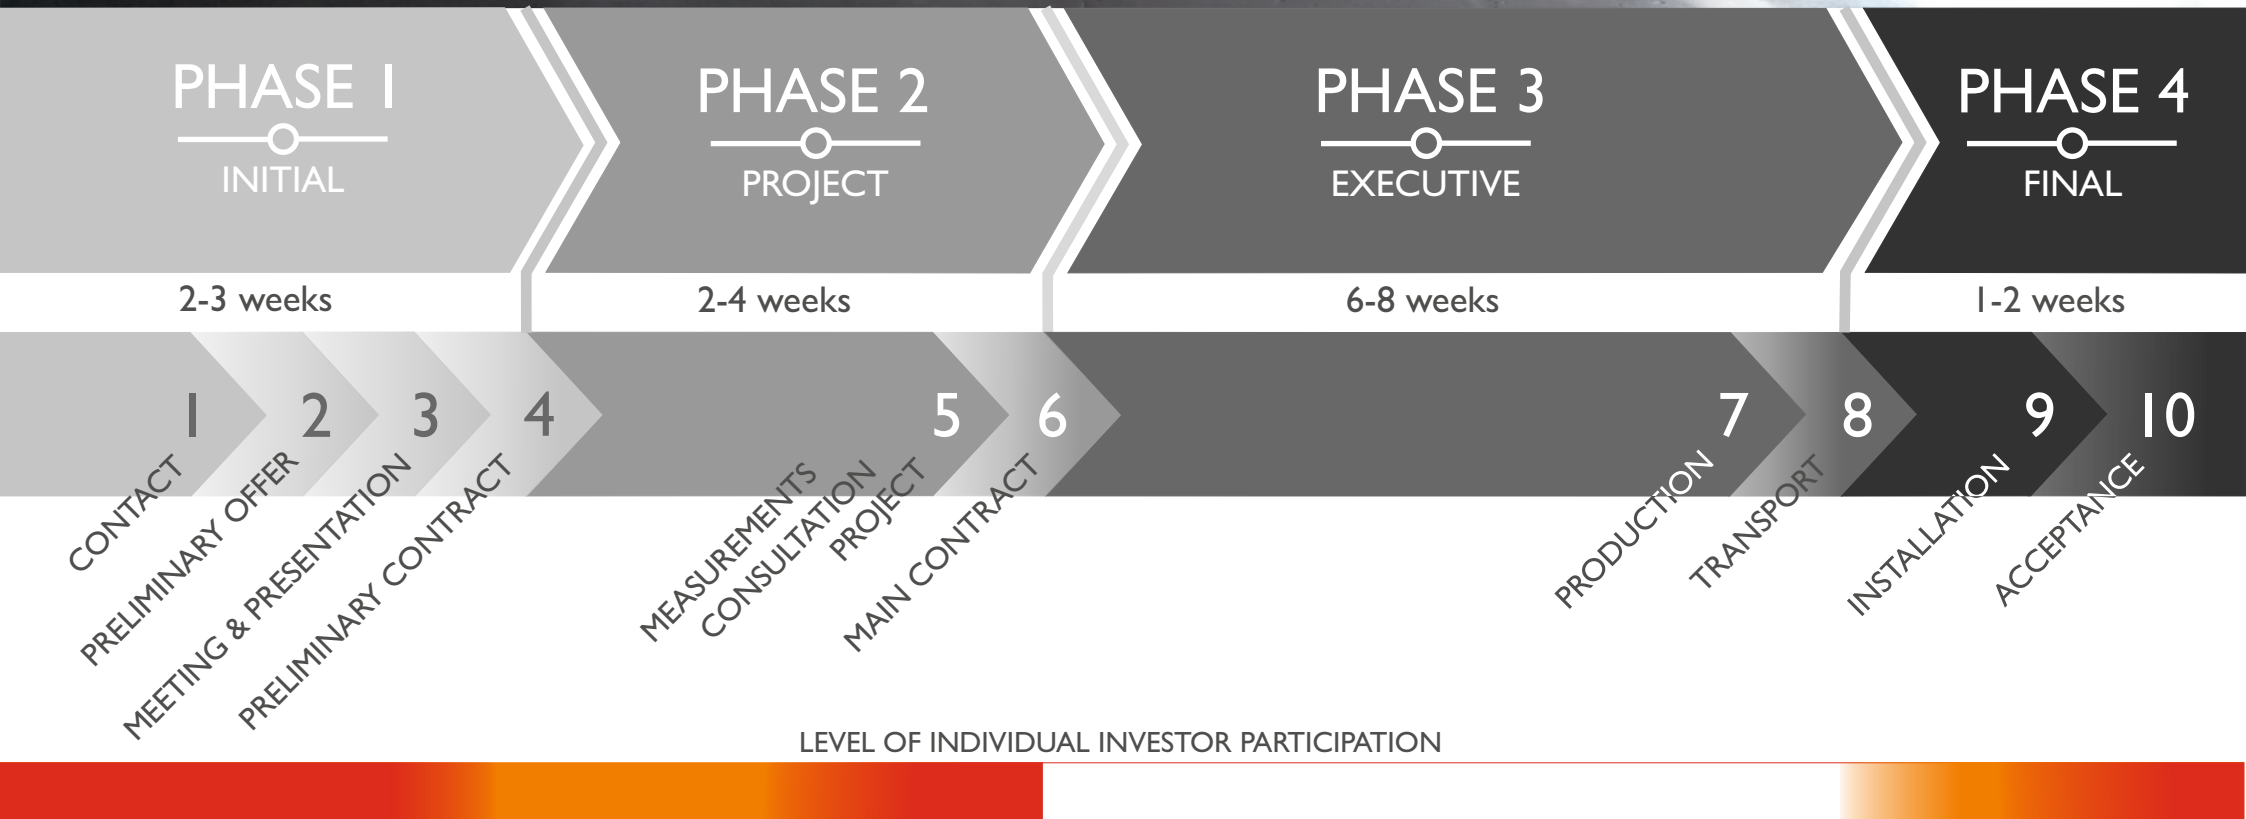 PHASE 1
INITIAL
PHASE 2
PROJECT
PHASE 3
EXECUTIVE
PHASE 4
FINAL
2-3 weeks
2-4 weeks
6-8 weeks
1-2 weeks
1
2
3
4
5
6
7
8
9
10
CONTACT
PRELIMINARY OFFER
MEETING & PRESENTATION
PRELIMINARY CONTRACT
MEASUREMENTS
CONSULTATION
PROJECT
MAIN CONTRACT
PRODUCTION
TRANSPORT
INSTALLATION
ACCEPTANCE
LEVEL OF INDIVIDUAL INVESTOR PARTICIPATION